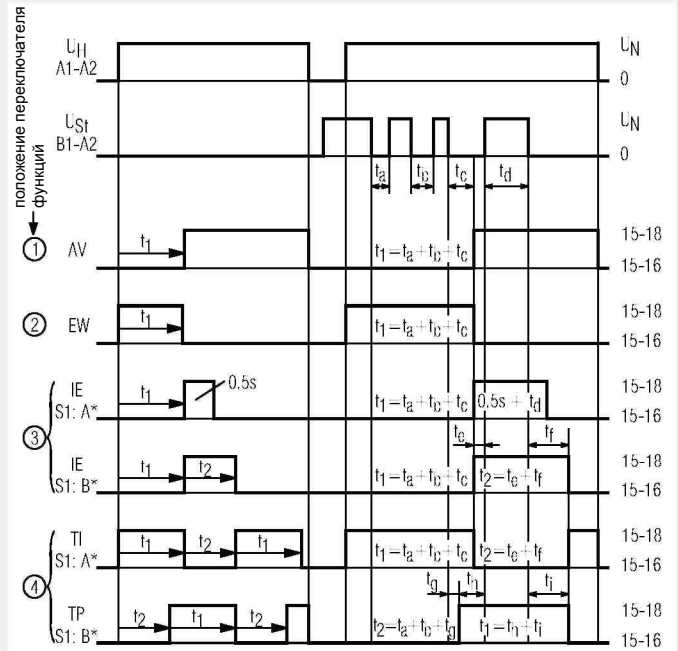 положение переключателя
функций
U_H
A1-A2
U_N
0
U_St
B1-A2
U_N
0
t_a
t_b
t_c
t_d
①
AV
t_1
t_1=t_a+t_b+t_c
15-18
15-16
②
EW
t_1
t_1=t_a+t_b+t_c
15-18
15-16
③
IE
S1: A*
t_1
0.5s
t_1=t_a+t_b+t_c
0.5s + t_d
15-18
15-16
t_e
t_f
IE
S1: B*
t_1
t_2
t_1=t_a+t_b+t_c
t_2=t_e+t_f
15-18
15-16
④
TI
S1: A*
t_1
t_2
t_1
t_1=t_a+t_b+t_c
t_2=t_e+t_f
15-18
15-16
t_g
t_h
t_i
TP
S1: B*
t_2
t_1
t_2
t_2=t_a+t_b+t_g
t_1=t_h+t_i
15-18
15-16